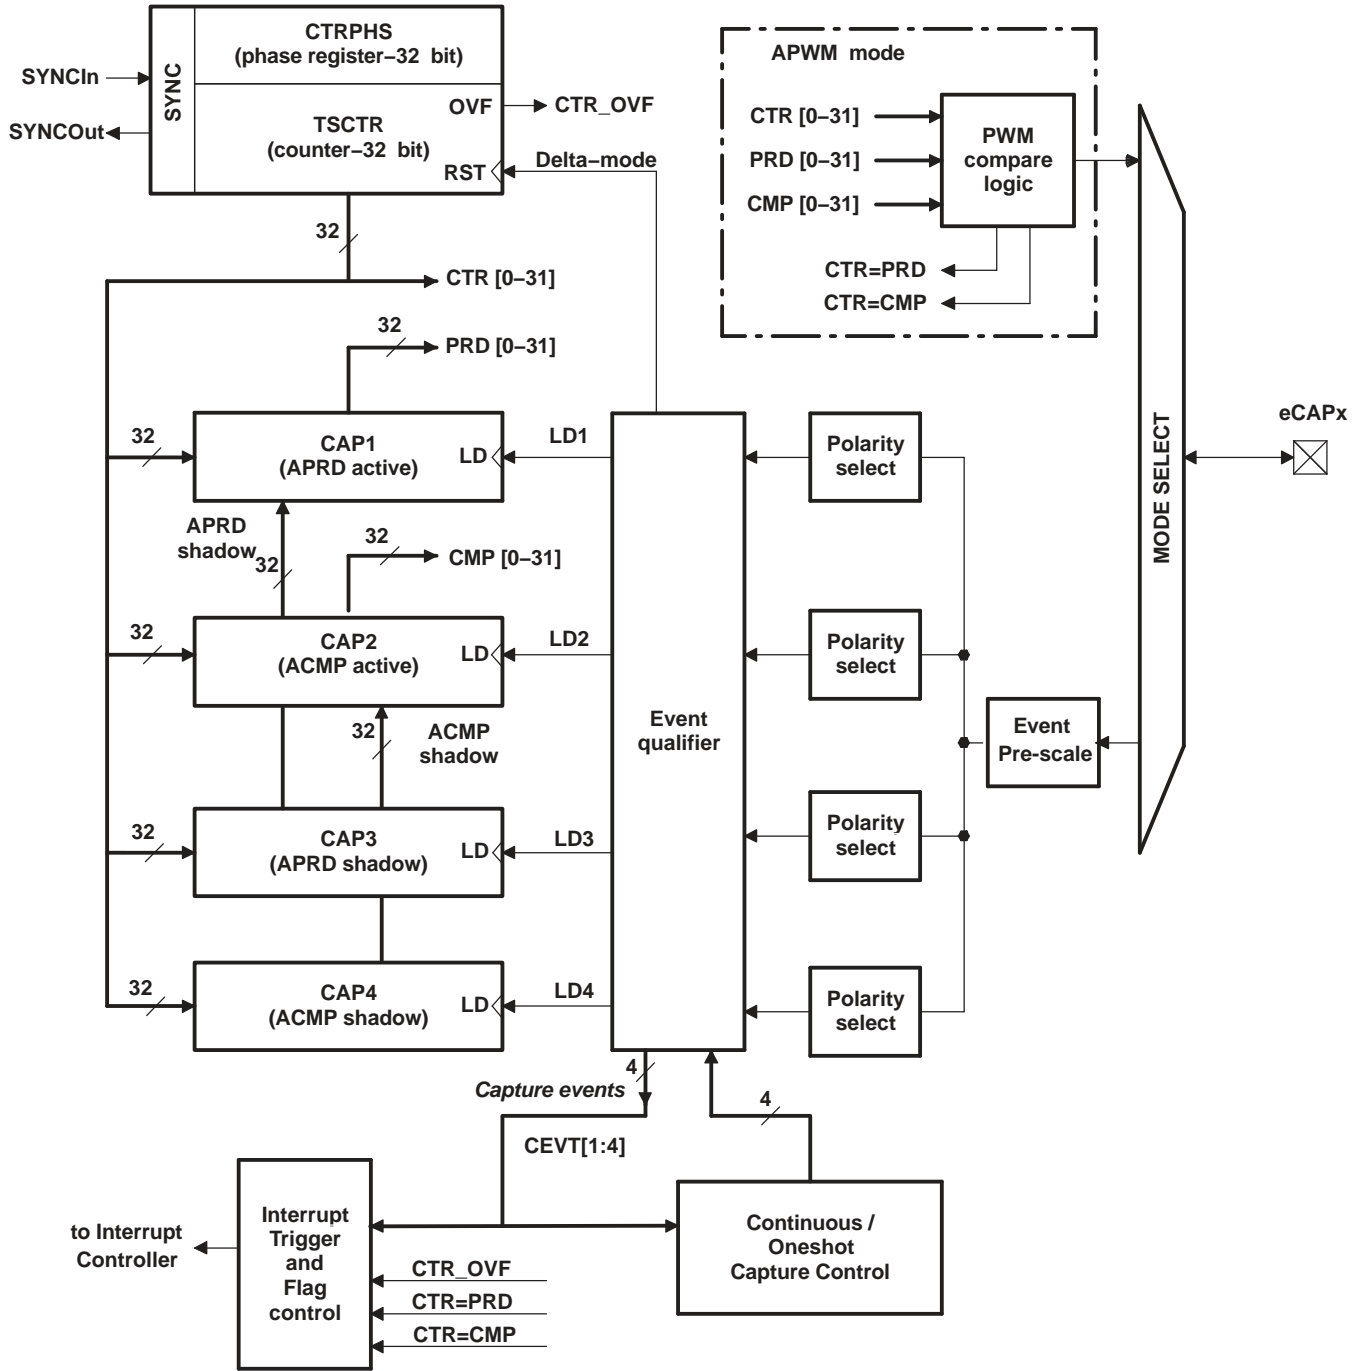 CTRPHS
(phase register−32 bit)
SYNC
SYNCIn
SYNCOut
OVF
CTR_OVF
TSCTR
(counter−32 bit)
RST
Delta−mode
32
CTR [0−31]
32
PRD [0−31]
APWM mode
CTR [0−31]
PRD [0−31]
CMP [0−31]
PWM
compare
logic
CTR=PRD
CTR=CMP
MODE SELECT
eCAPx
32
CAP1
(APRD active)
LD
LD1
Polarity
select
APRD
shadow
32
32
CMP [0−31]
32
CAP2
(ACMP active)
LD
LD2
Polarity
select
32
ACMP
shadow
Event
qualifier
Event
Pre-scale
32
CAP3
(APRD shadow)
LD
LD3
Polarity
select
32
CAP4
(ACMP shadow)
LD
LD4
Polarity
select
4
Capture events
4
CEVT[1:4]
to Interrupt
Controller
Interrupt
Trigger
and
Flag
control
CTR_OVF
CTR=PRD
CTR=CMP
Continuous /
Oneshot
Capture Control